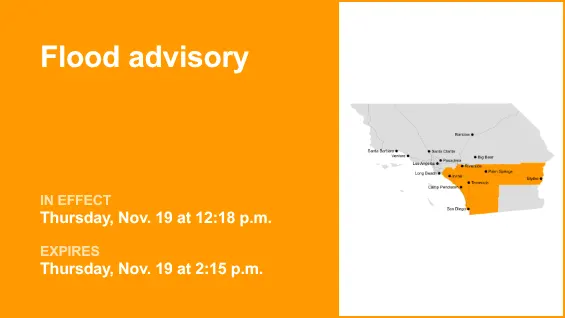 Flood advisory
IN EFFECT
Thursday, Nov. 19 at 12:18 p.m.
EXPIRES
Thursday, Nov. 19 at 2:15 p.m.
Barstow
Santa Barbara
Santa Clarita
Ventura
Pasadena
Big Bear
Los Angeles
Riverside
Palm Springs
Long Beach
Irvine
Blythe
Temecula
Camp Pendleton
San Diego